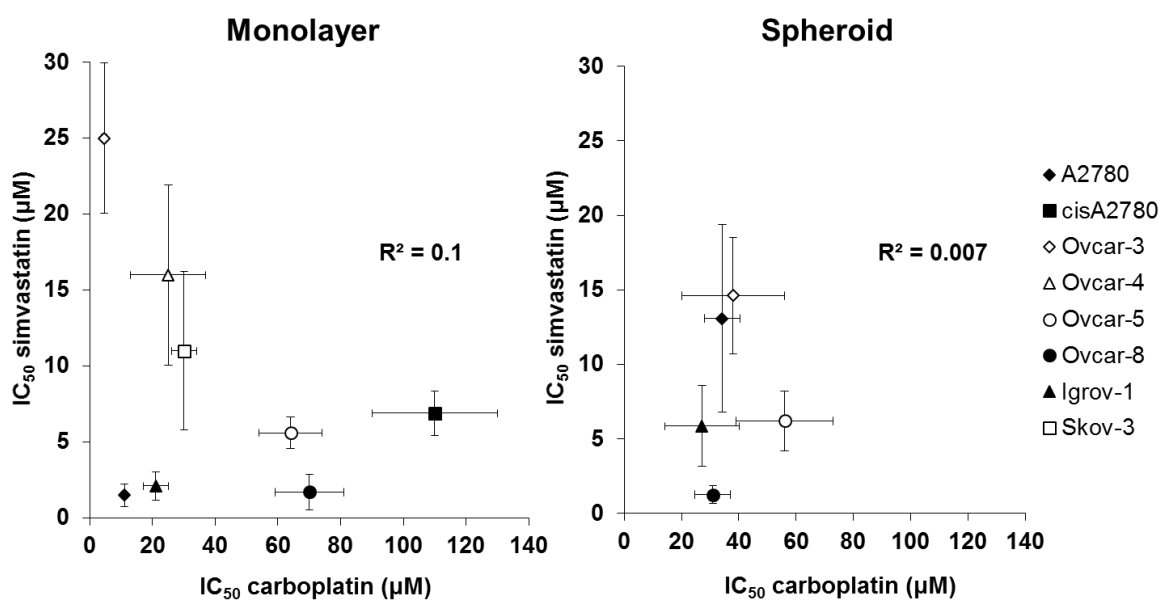 Monolayer
IC₅₀ simvastatin (µM)
30
25
20
15
10
5
0
R² = 0.1
0 20 40 60 80 100 120 140
IC₅₀ carboplatin (µM)
Spheroid
IC₅₀ simvastatin (µM)
30
25
20
15
10
5
0
R² = 0.007
0 20 40 60 80 100 120 140
IC₅₀ carboplatin (µM)
A2780
cisA2780
Ovcar-3
Ovcar-4
Ovcar-5
Ovcar-8
Igrov-1
Skov-3